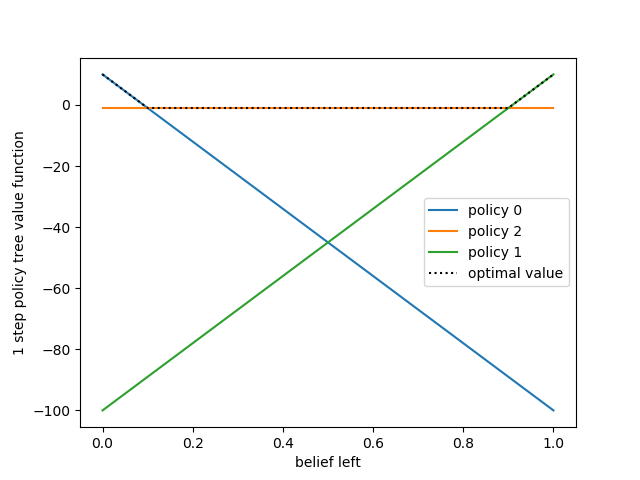 1 step policy tree value function
0
−20
−40
−60
−80
−100
policy 0
policy 2
policy 1
optimal value
0.0 0.2 0.4 0.6 0.8 1.0
belief left